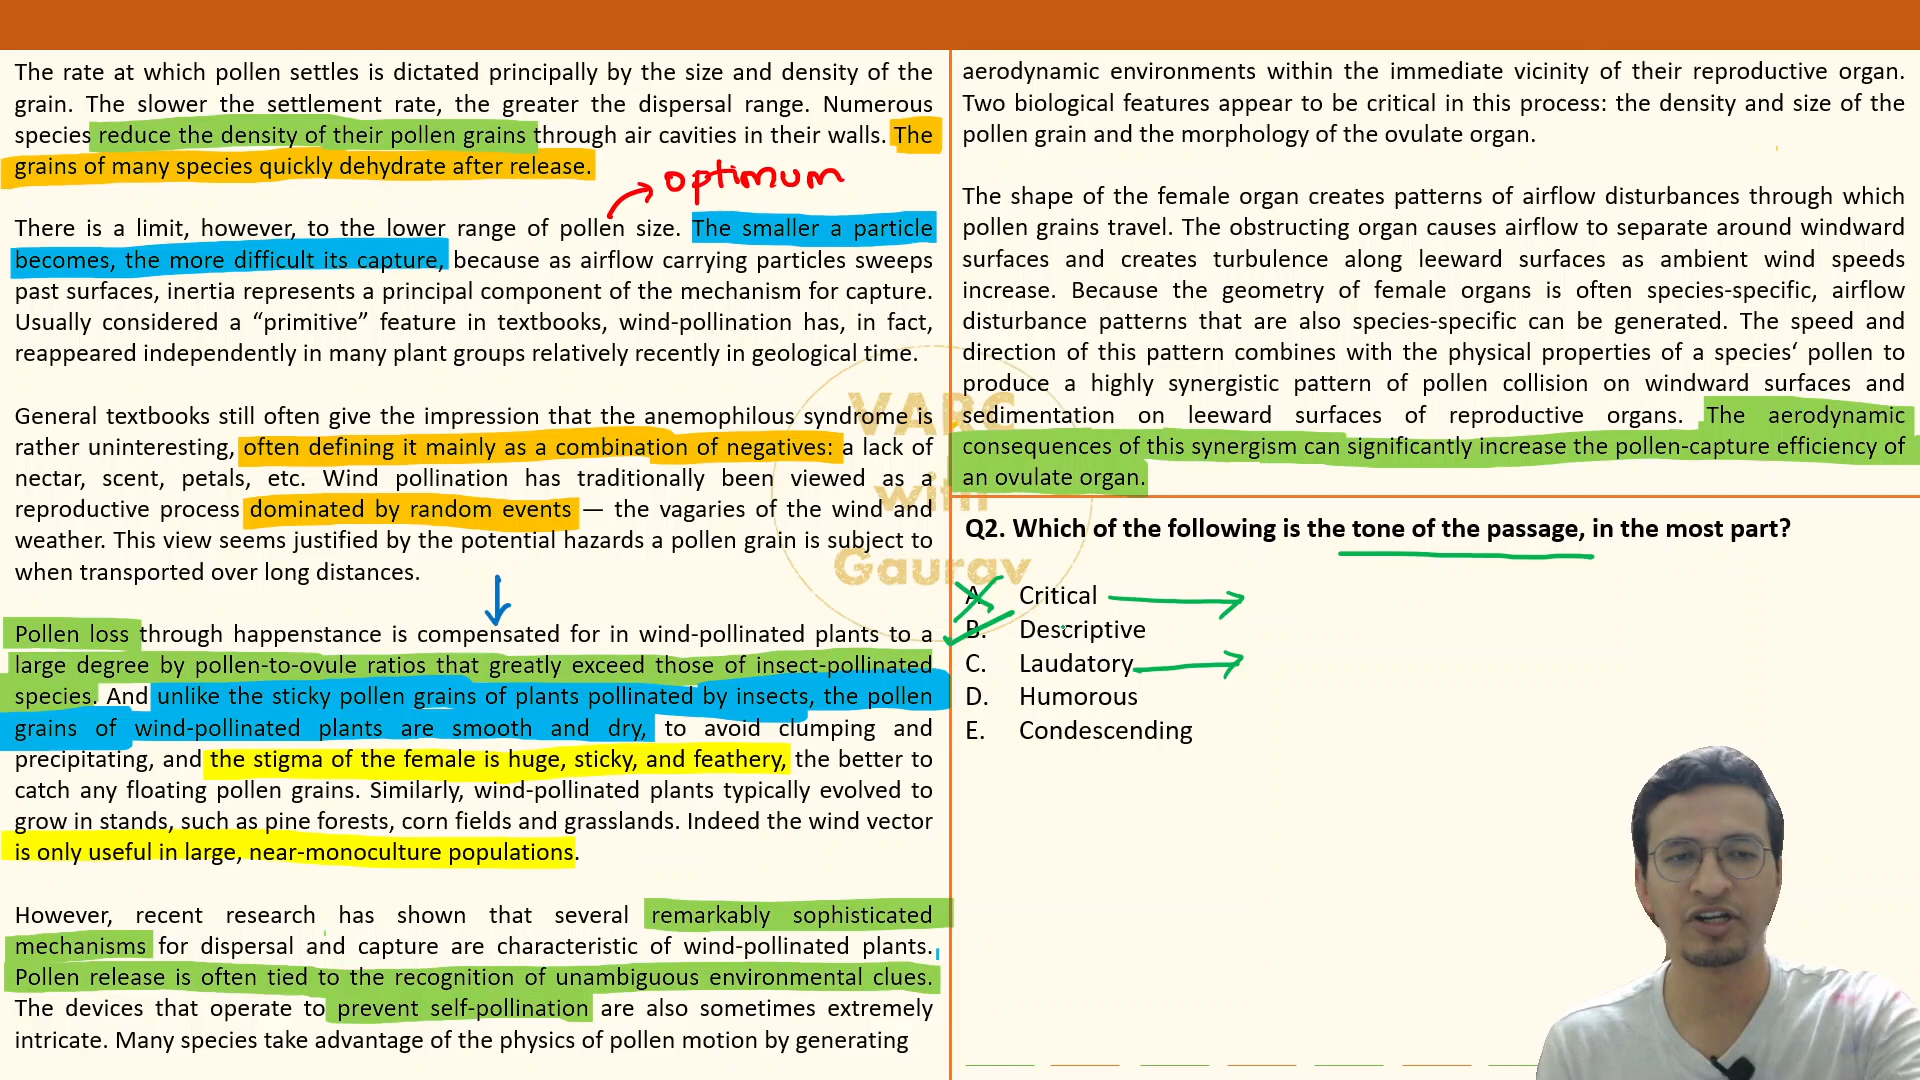 The rate at which pollen settles is dictated principally by the size and density of the
grain. The slower the settlement rate, the greater the dispersal range. Numerous
species reduce the density of their pollen grains through air cavities in their walls. The
grains of many species quickly dehydrate after release.
optimum
There is a limit, however, to the lower range of pollen size. The smaller a particle
becomes, the more difficult its capture, because as airflow carrying particles sweeps
past surfaces, inertia represents a principal component of the mechanism for capture.
Usually considered a “primitive” feature in textbooks, wind-pollination has, in fact,
reappeared independently in many plant groups relatively recently in geological time.
General textbooks still often give the impression that the anemophilous syndrome is
rather uninteresting, often defining it mainly as a combination of negatives: a lack of
nectar, scent, petals, etc. Wind pollination has traditionally been viewed as a
reproductive process dominated by random events — the vagaries of the wind and
weather. This view seems justified by the potential hazards a pollen grain is subject to
when transported over long distances.
Pollen loss through happenstance is compensated for in wind-pollinated plants to a
large degree by pollen-to-ovule ratios that greatly exceed those of insect-pollinated
species. And unlike the sticky pollen grains of plants pollinated by insects, the pollen
grains of wind-pollinated plants are smooth and dry, to avoid clumping and
precipitating, and the stigma of the female is huge, sticky, and feathery, the better to
catch any floating pollen grains. Similarly, wind-pollinated plants typically evolved to
grow in stands, such as pine forests, corn fields and grasslands. Indeed the wind vector
is only useful in large, near-monoculture populations.
However, recent research has shown that several remarkably sophisticated
mechanisms for dispersal and capture are characteristic of wind-pollinated plants.
Pollen release is often tied to the recognition of unambiguous environmental clues.
The devices that operate to prevent self-pollination are also sometimes extremely
intricate. Many species take advantage of the physics of pollen motion by generating
aerodynamic environments within the immediate vicinity of their reproductive organ.
Two biological features appear to be critical in this process: the density and size of the
pollen grain and the morphology of the ovulate organ.
The shape of the female organ creates patterns of airflow disturbances through which
pollen grains travel. The obstructing organ causes airflow to separate around windward
surfaces and creates turbulence along leeward surfaces as ambient wind speeds
increase. Because the geometry of female organs is often species-specific, airflow
disturbance patterns that are also species-specific can be generated. The speed and
direction of this pattern combines with the physical properties of a species‘ pollen to
produce a highly synergistic pattern of pollen collision on windward surfaces and
sedimentation on leeward surfaces of reproductive organs. The aerodynamic
consequences of this synergism can significantly increase the pollen-capture efficiency of
an ovulate organ.
VARC
with
Gaurav
Q2. Which of the following is the tone of the passage, in the most part?
A. Critical
B. Descriptive
C. Laudatory
D. Humorous
E. Condescending